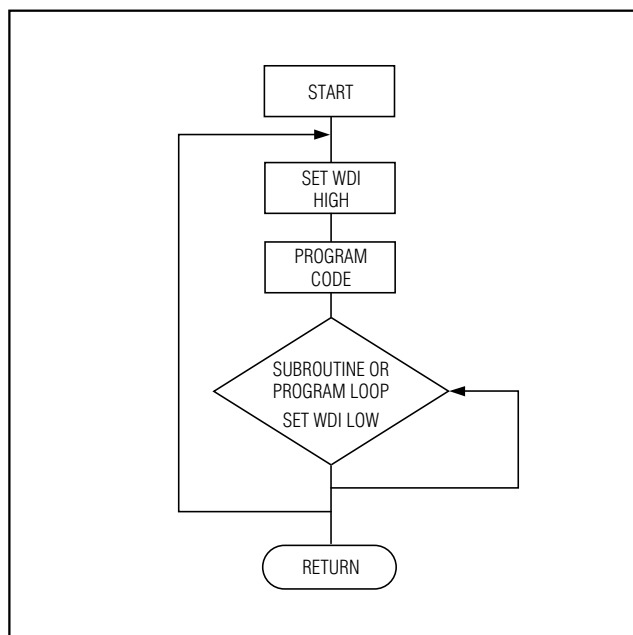 START
SET WDI
HIGH
PROGRAM
CODE
SUBROUTINE OR
PROGRAM LOOP
SET WDI LOW
RETURN